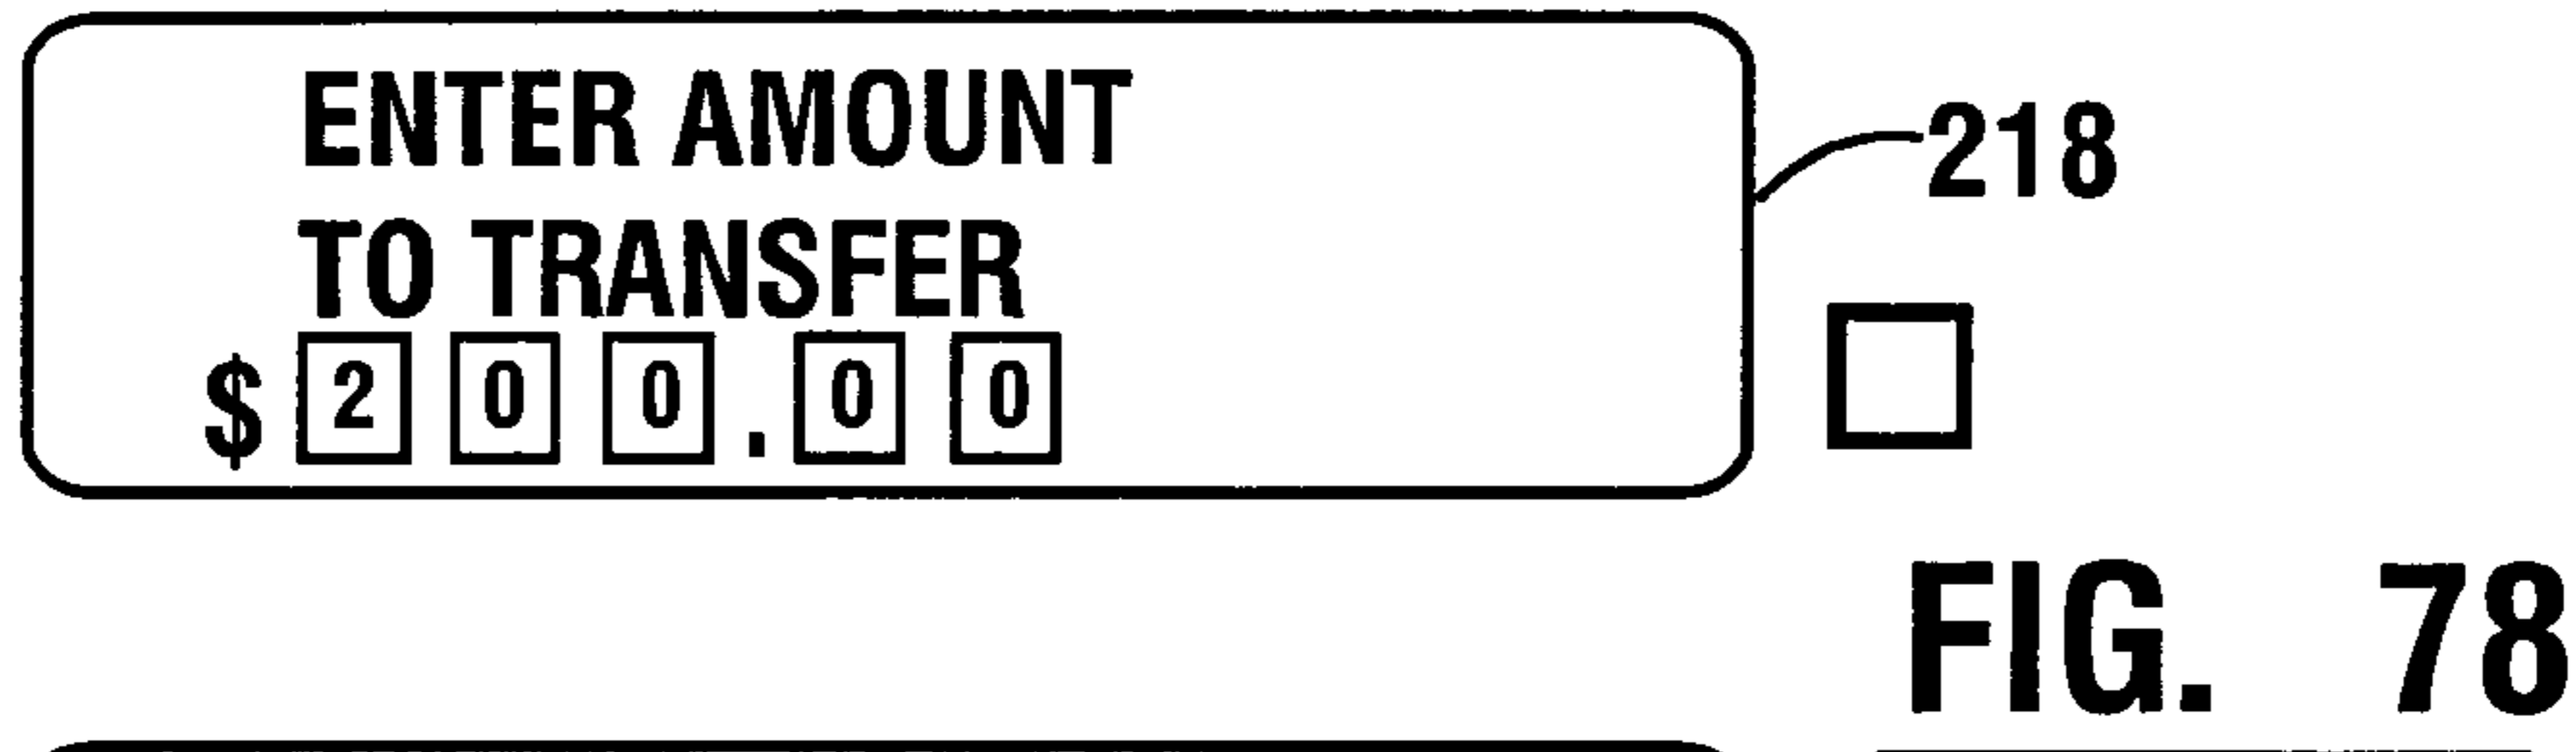 ENTER AMOUNT
TO TRANSFER
$ 2 0 0 . 0 0
218
FIG. 78